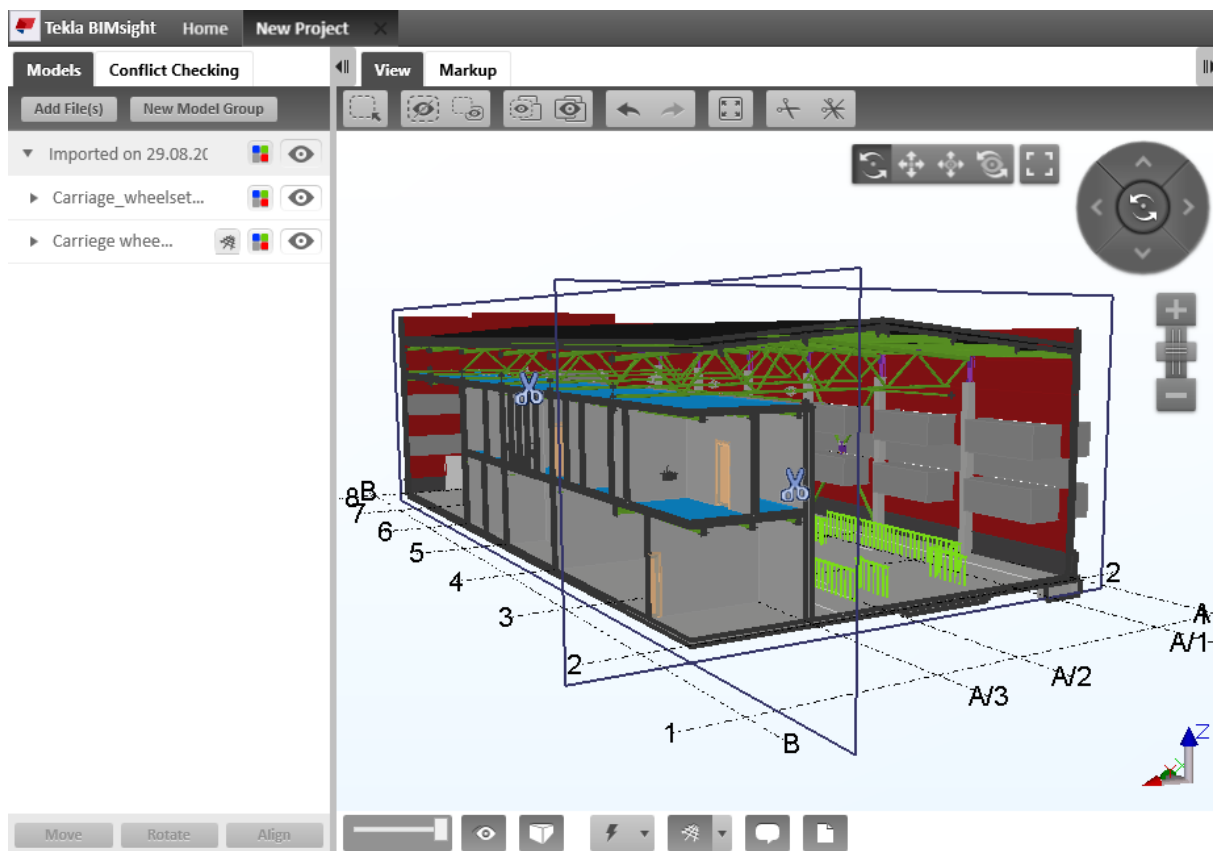 Tekla BIMsight Home New Project
Models Conflict Checking View Markup
Add File(s) New Model Group
Imported on 29.08.20
Carriage_wheelset...
Carriege whee...
8 B
7
6
5
4
3
2
1
B
A/3
A/2
A/1
A
2
Z
X
Move Rotate Align